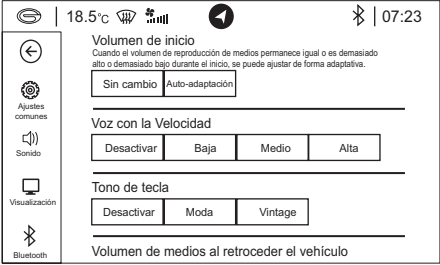 18.5°C 07:23
Volumen de inicio
Cuando el volumen de reproducción de medios permanece igual o es demasiado
alto o demasiado bajo durante el inicio, se puede ajustar de forma adaptativa.
Sin cambio Auto-adaptación
Ajustes
comunes
Voz con la Velocidad
Sonido
Desactivar Baja Medio Alta
Tono de tecla
Visualización
Desactivar Moda Vintage
Volumen de medios al retroceder el vehículo
Bluetooth